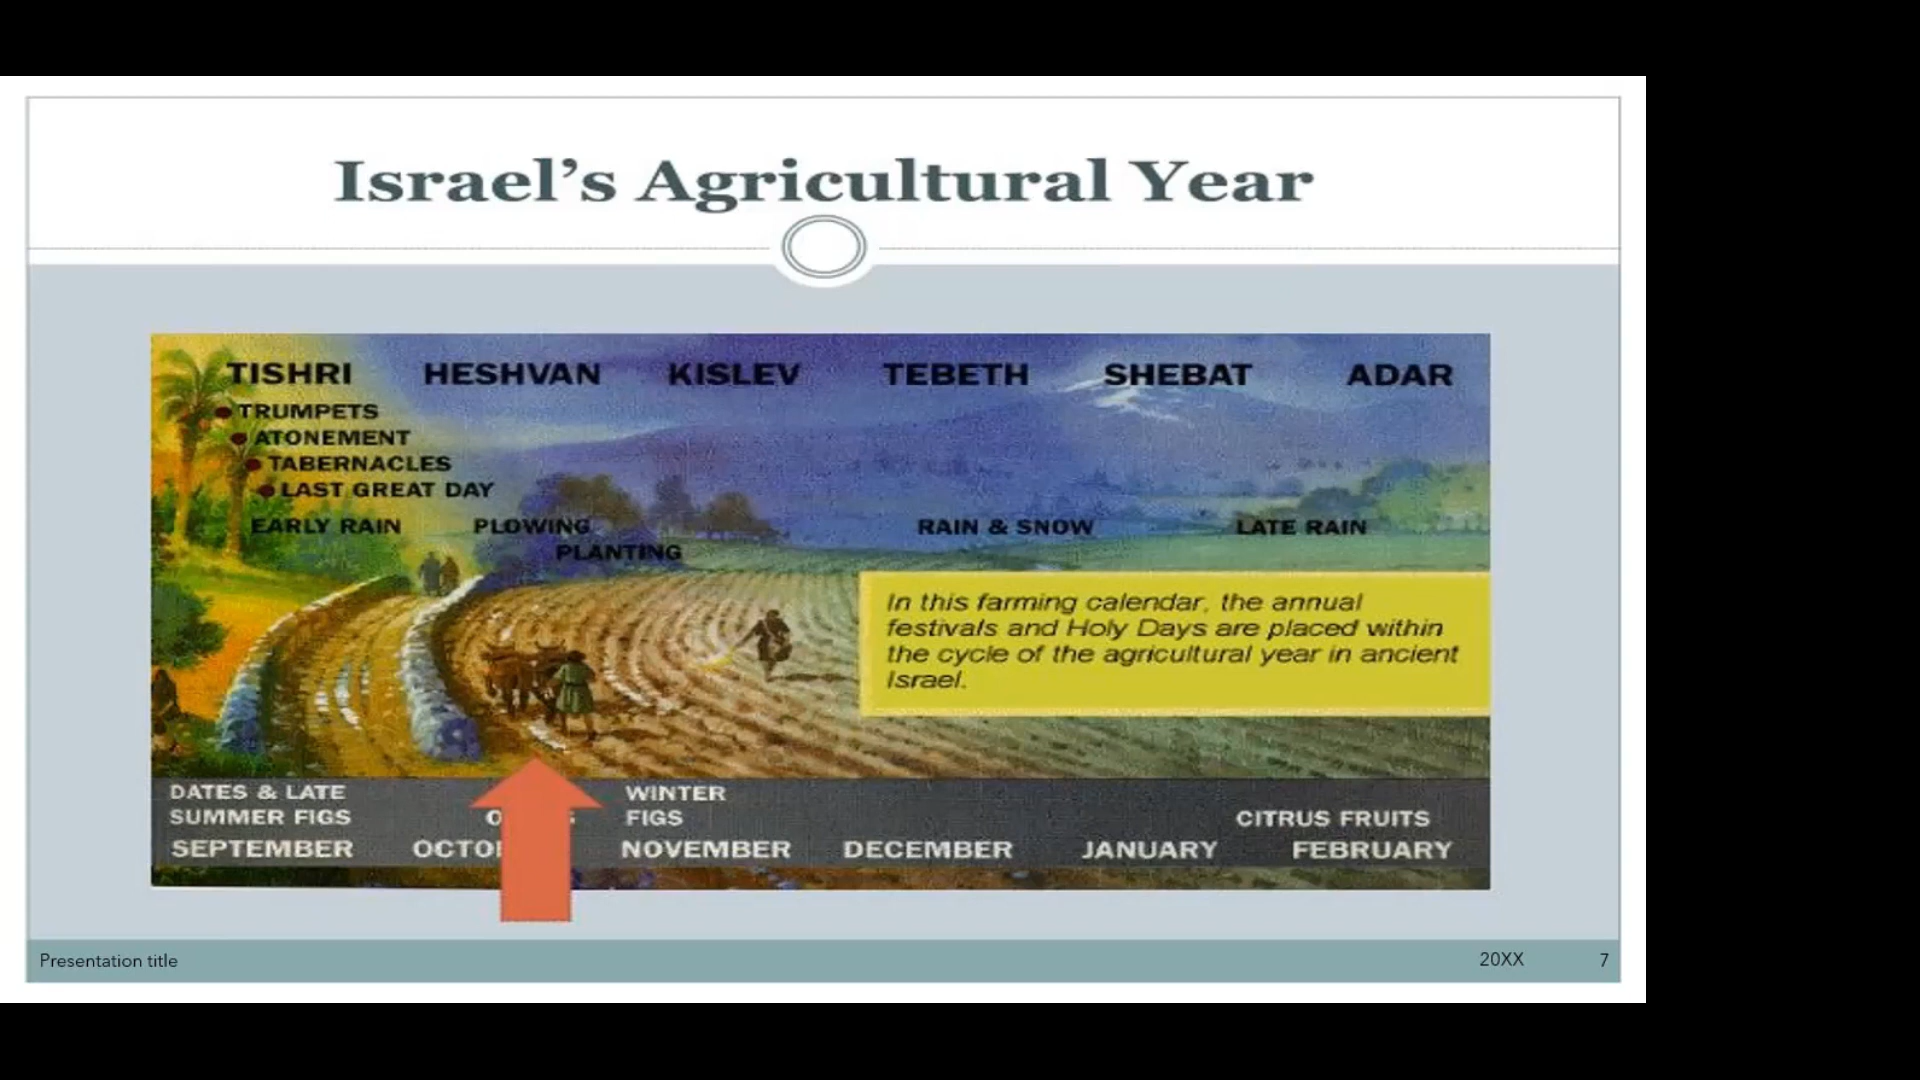 Israel's Agricultural Year
TISHRI HESHVAN KISLEV TEBETH SHEBAT ADAR
TRUMPETS
ATONEMENT
TABERNACLES
LAST GREAT DAY
EARLY RAIN PLOWING RAIN & SNOW LATE RAIN
PLANTING
In this farming calendar, the annual
festivals and Holy Days are placed within
the cycle of the agricultural year in ancient
Israel.
DATES & LATE WINTER
SUMMER FIGS FIGS CITRUS FRUITS
SEPTEMBER NOVEMBER DECEMBER JANUARY FEBRUARY
Presentation title 20XX 7